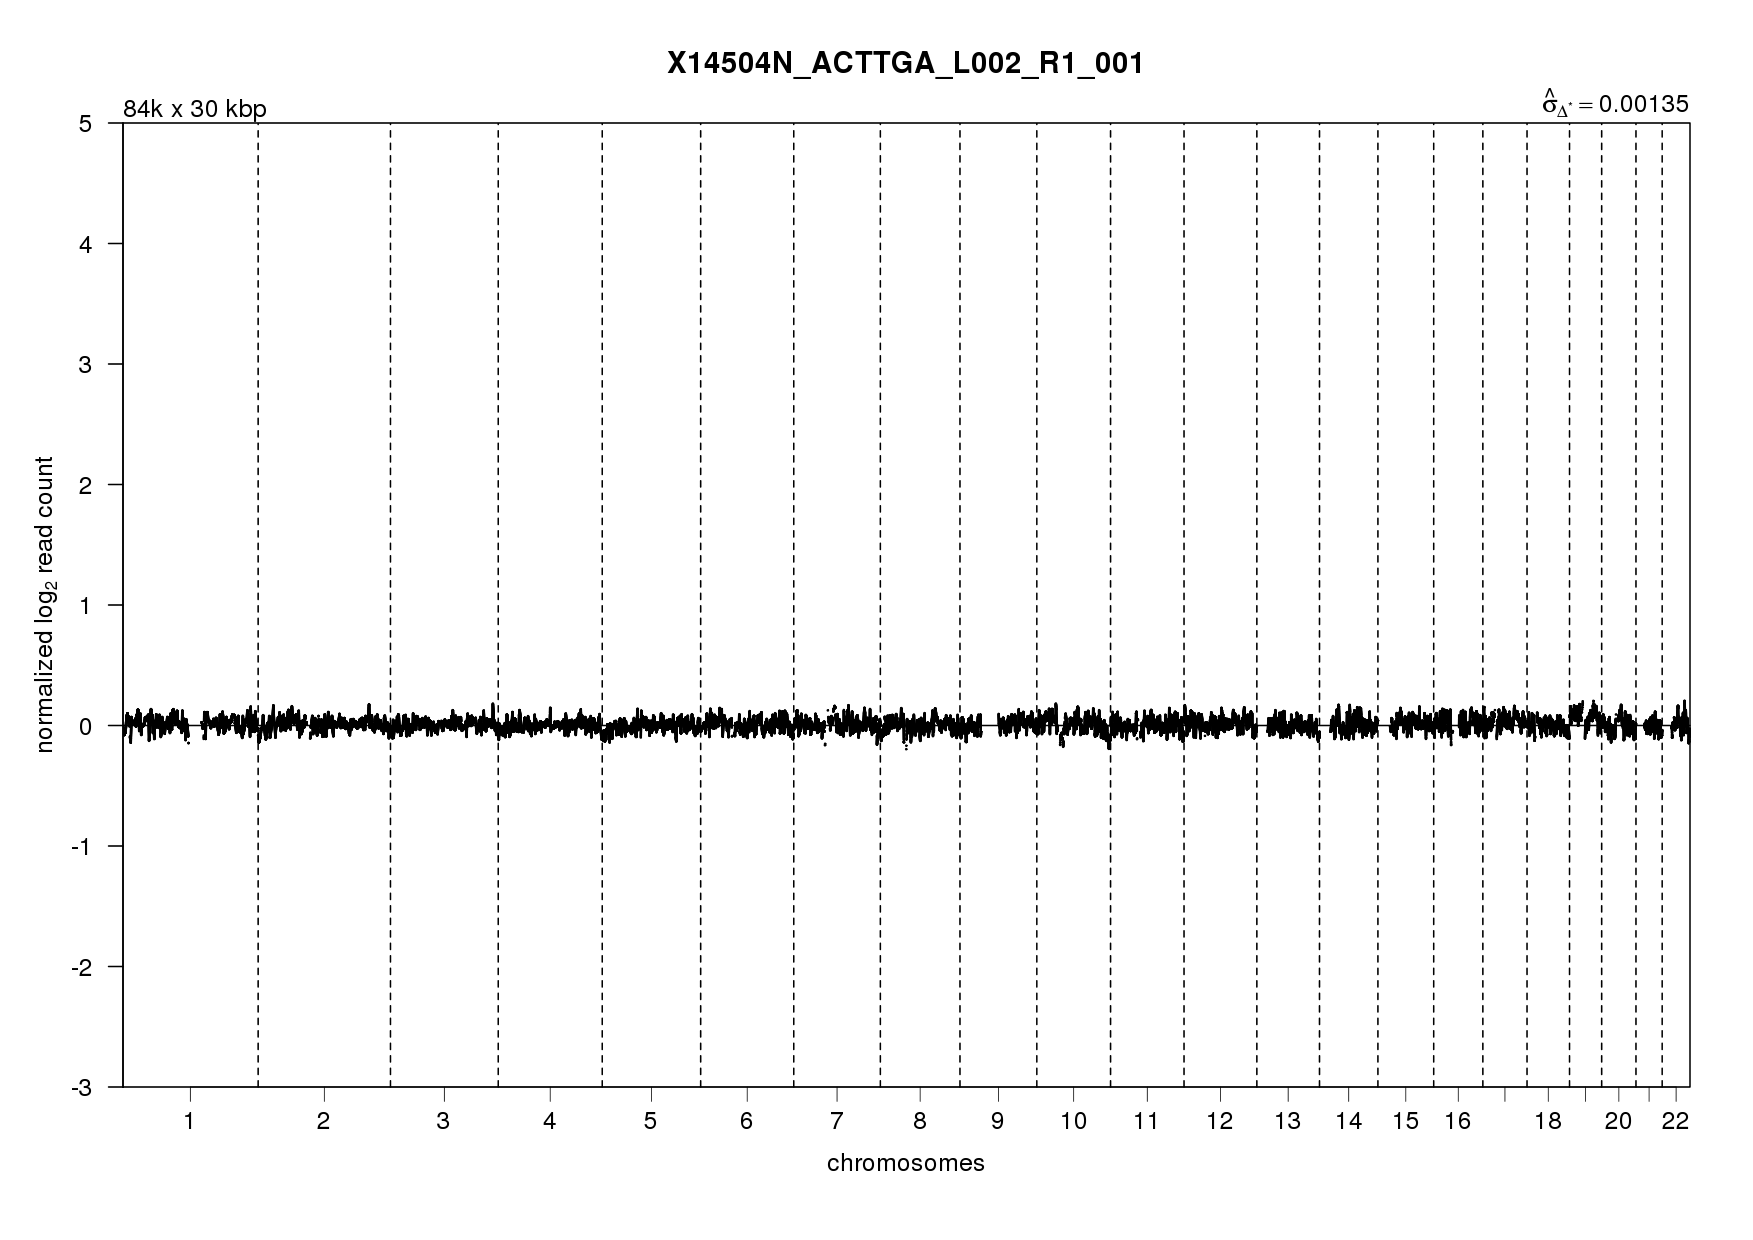 X14504N_ACTTGA_L002_R1_001
84k x 30 kbp
σ̂Δ* = 0.00135
normalized log₂ read count
5
4
3
2
1
0
-1
-2
-3
1 2 3 4 5 6 7 8 9 10 11 12 13 14 15 16 18 20 22
chromosomes